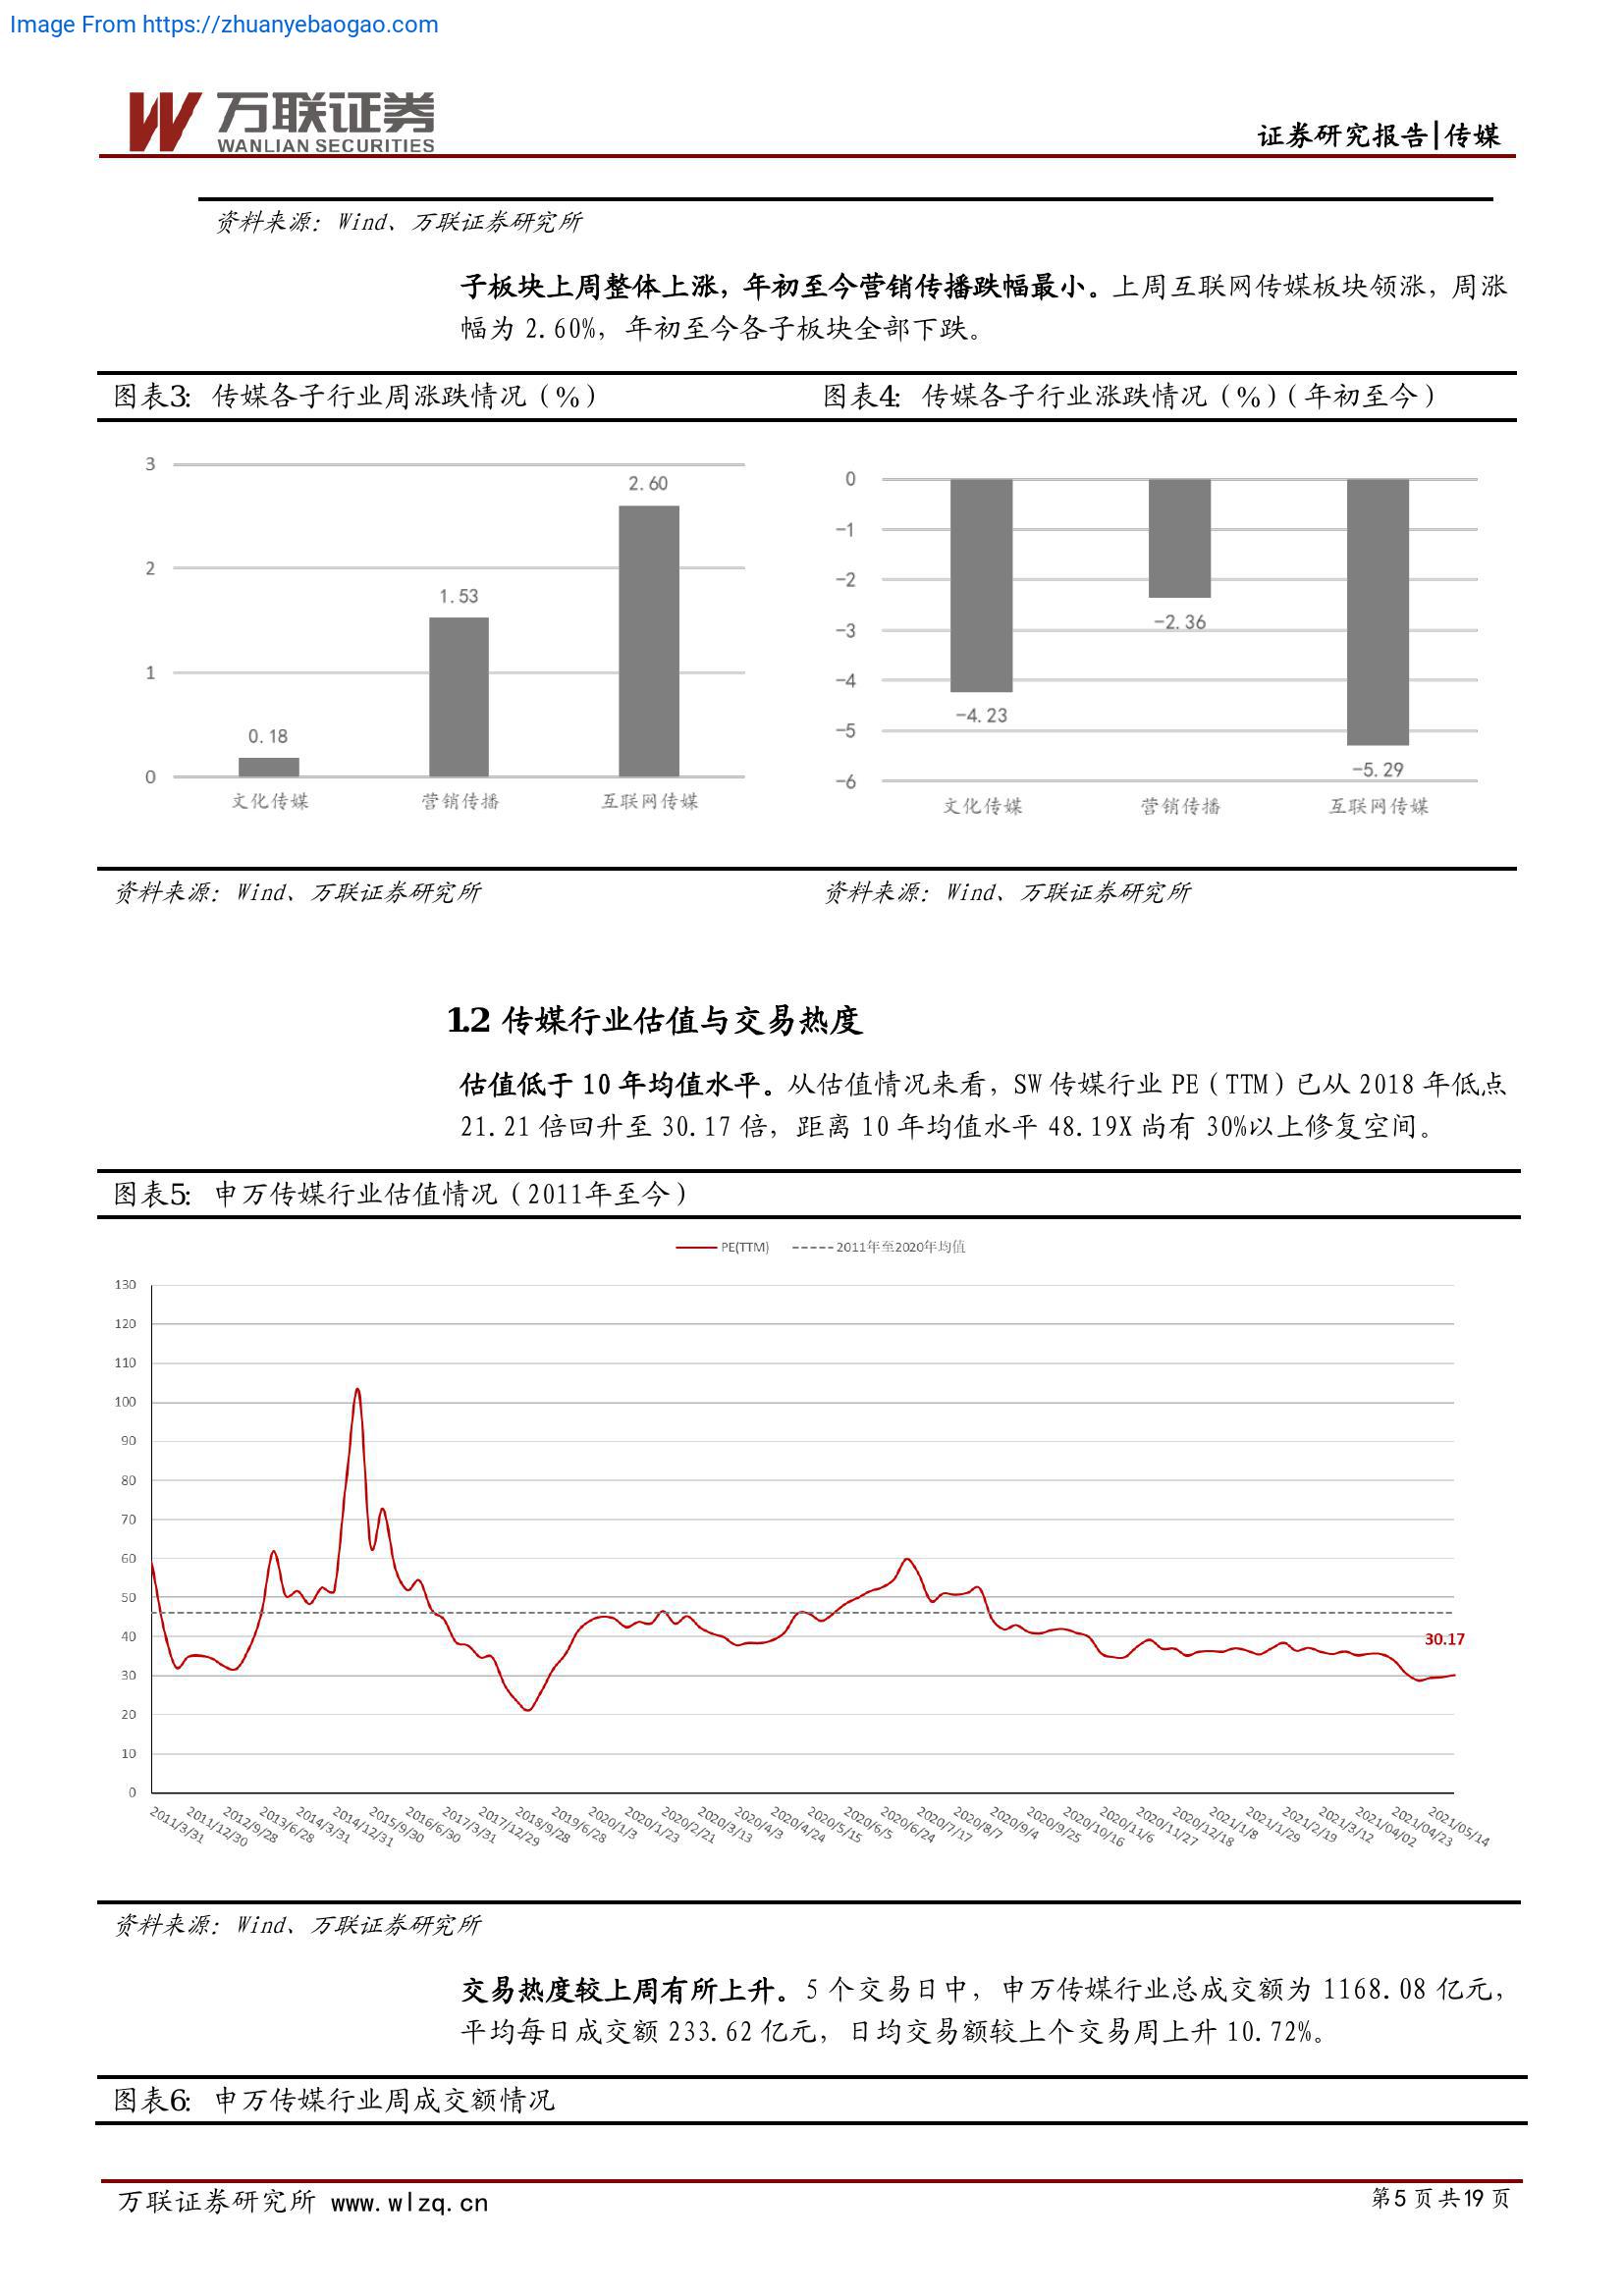 Image From https://zhuanyebaogao.com
万联证券
WANLIAN SECURITIES
证券研究报告|传媒
资料来源：Wind、万联证券研究所
子板块上周整体上涨，年初至今营销传播跌幅最小。上周互联网传媒板块领涨，周涨
幅为 2.60%，年初至今各子板块全部下跌。
图表3: 传媒各子行业周涨跌情况（%）
图表4: 传媒各子行业涨跌情况（%）（年初至今）
3
2
1
0
0.18
1.53
2.60
文化传媒 营销传播 互联网传媒
0
-1
-2
-3
-4
-5
-6
-4.23
-2.36
-5.29
文化传媒 营销传播 互联网传媒
资料来源：Wind、万联证券研究所
资料来源：Wind、万联证券研究所
1.2 传媒行业估值与交易热度
估值低于 10 年均值水平。从估值情况来看，SW 传媒行业 PE（TTM）已从 2018 年低点
21.21 倍回升至 30.17 倍，距离 10 年均值水平 48.19X 尚有 30%以上修复空间。
图表5: 申万传媒行业估值情况（2011年至今）
PE(TTM) 2011年至2020年均值
130
120
110
100
90
80
70
60
50
40
30
20
10
0
30.17
2011/3/31 2011/12/30 2012/9/28 2013/6/28 2014/3/31 2014/12/31 2015/9/30 2016/6/30 2017/3/31 2017/12/29 2018/9/28 2019/6/28 2020/1/3 2020/1/23 2020/2/21 2020/3/13 2020/4/3 2020/4/24 2020/5/15 2020/6/5 2020/6/24 2020/7/17 2020/8/7 2020/9/4 2020/9/25 2020/10/16 2020/11/6 2020/11/27 2020/12/18 2021/1/8 2021/1/29 2021/2/19 2021/3/12 2021/04/02 2021/04/23 2021/05/14
资料来源：Wind、万联证券研究所
交易热度较上周有所上升。5 个交易日中，申万传媒行业总成交额为 1168.08 亿元，
平均每日成交额 233.62 亿元，日均交易额较上个交易周上升 10.72%。
图表6: 申万传媒行业周成交额情况
万联证券研究所 www.wlzq.cn
第5 页 共19 页